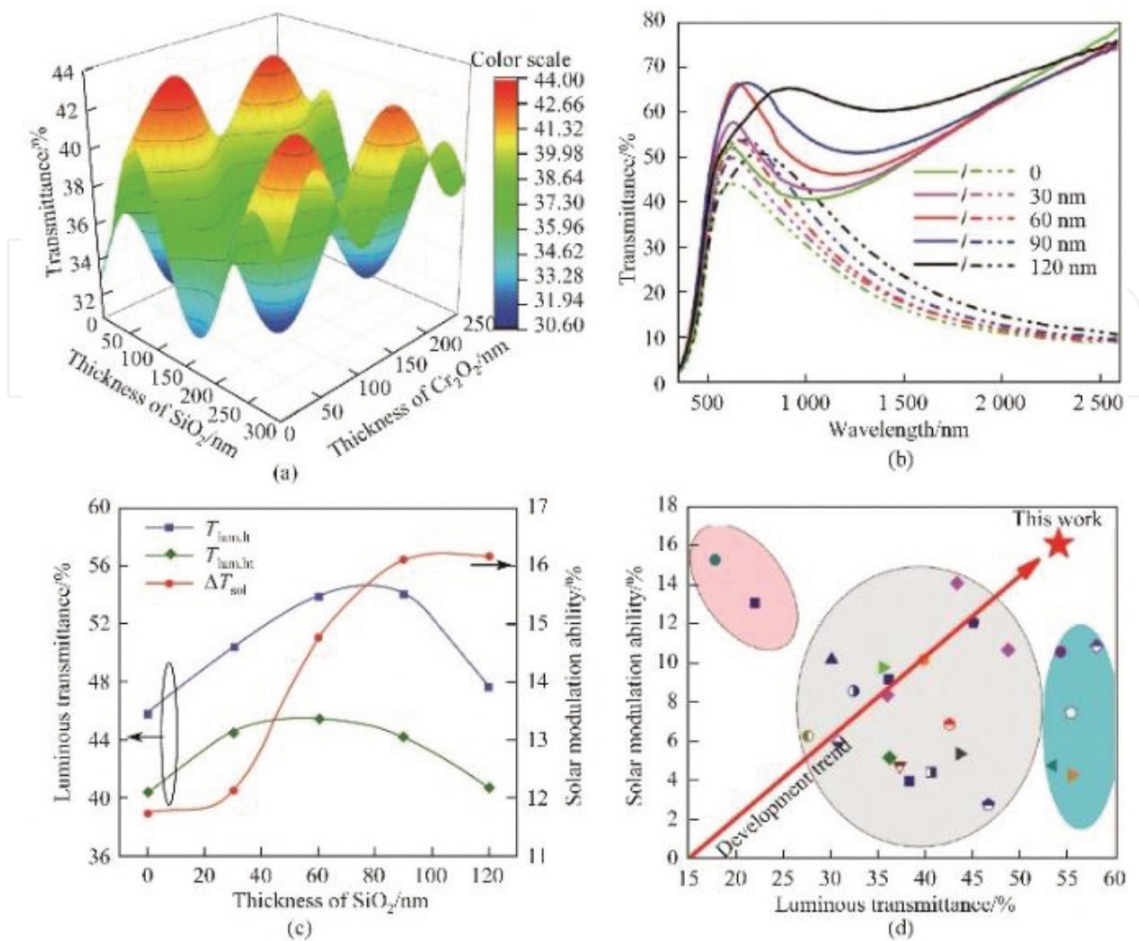 Color scale
44
42
40
38
36
34
32
Transmittance/%
44.00
42.66
41.32
39.98
38.64
37.30
35.96
34.62
33.28
31.94
30.60
0
50
100
150
200
250
300
Thickness of SiO2/nm
0
50
100
150
200
250
Thickness of Cr2O2/nm
(a)
80
70
60
50
40
30
20
10
0
Transmittance/%
0
30 nm
60 nm
90 nm
120 nm
500
1 000
1 500
2 000
2 500
Wavelength/nm
(b)
60
56
52
48
44
40
36
Luminous transmittance/%
Tlum,lt
Tlum,ht
ΔTsol
17
16
15
14
13
12
11
Solar modulation ability/%
0 20 40 60 80 100 120
Thickness of SiO2/nm
(c)
18
16
14
12
10
8
6
4
2
0
Solar modulation ability/%
This work
Development trend
15 20 25 30 35 40 45 50 55 60
Luminous transmittance/%
(d)